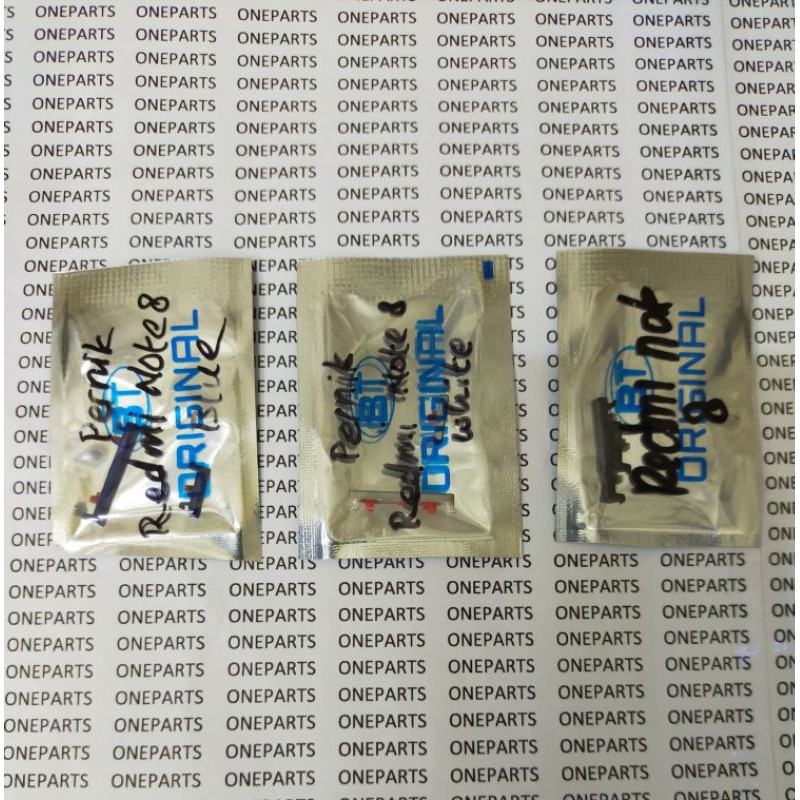 ONEPARTS
Pernik
Redmi Note 8
Blue
BT
ORIGINAL
Pernik
Redmi Note 8
white
BT
ORIGINAL
Redmi not
8
BT
ORIGINAL